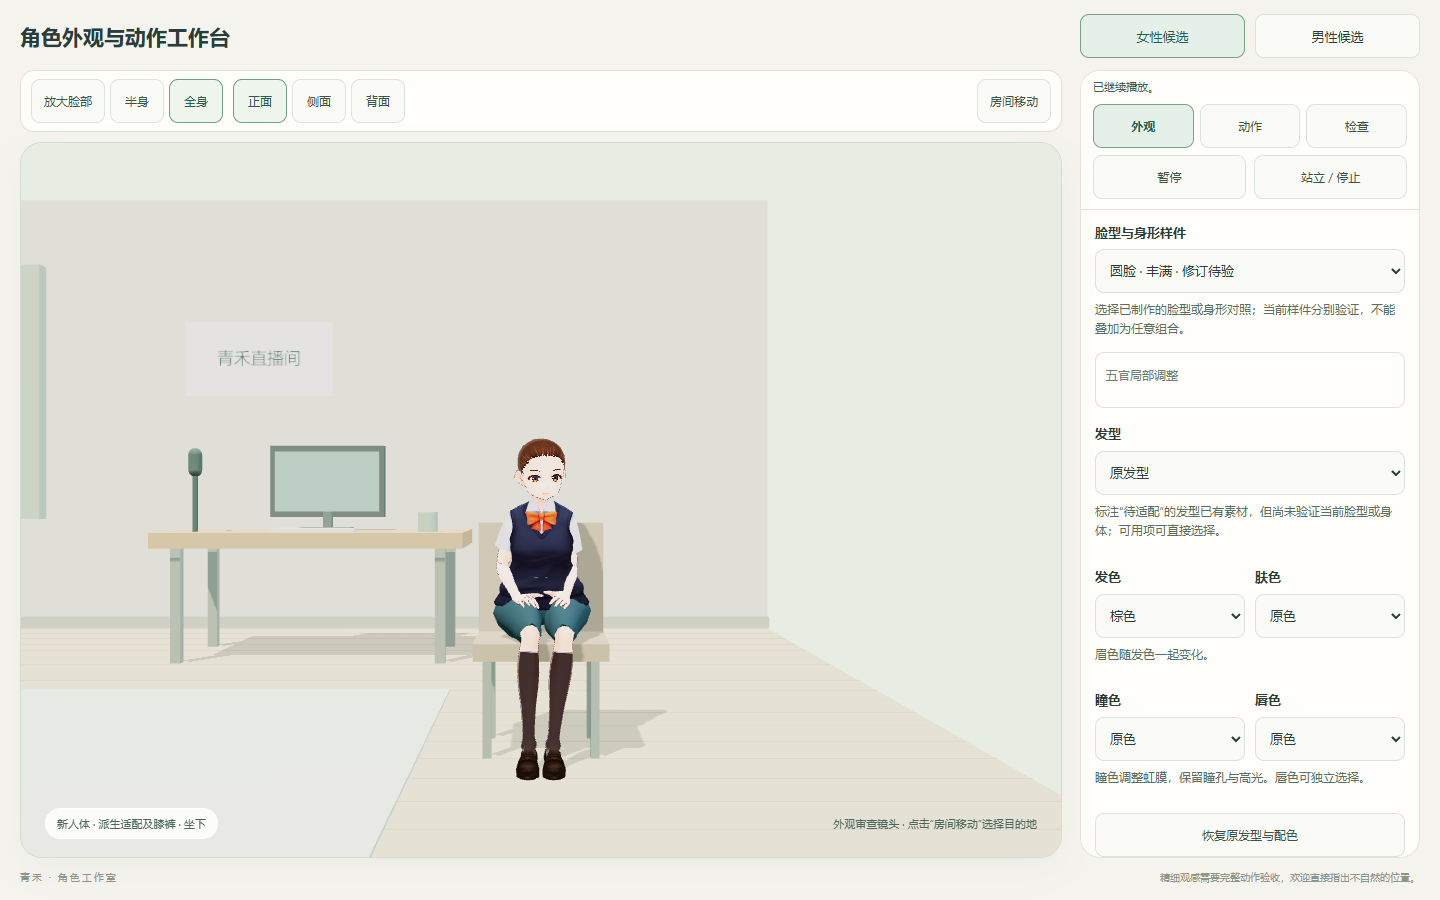 角色外观与动作工作台
女性候选
男性候选
放大脸部
半身
全身
正面
侧面
背面
房间移动
已继续播放。
外观
动作
检查
暂停
站立 / 停止
脸型与身形样件
圆脸 · 丰满 · 修订待验
选择已制作的脸型或身形对照；当前样件分别验证，不能
叠加为任意组合。
五官局部调整
发型
原发型
标注“待适配”的发型已有素材，但尚未验证当前脸型或身
体；可用项可直接选择。
发色
肤色
棕色
原色
眉色随发色一起变化。
瞳色
唇色
原色
原色
瞳色调整虹膜，保留瞳孔与高光。唇色可独立选择。
恢复原发型与配色
青禾直播间
新人体 · 派生适配及膝裤 · 坐下
外观审查镜头 · 点击“房间移动”选择目的地
青禾 · 角色工作室
精细观感需要完整动作验收，欢迎直接指出不自然的位置。